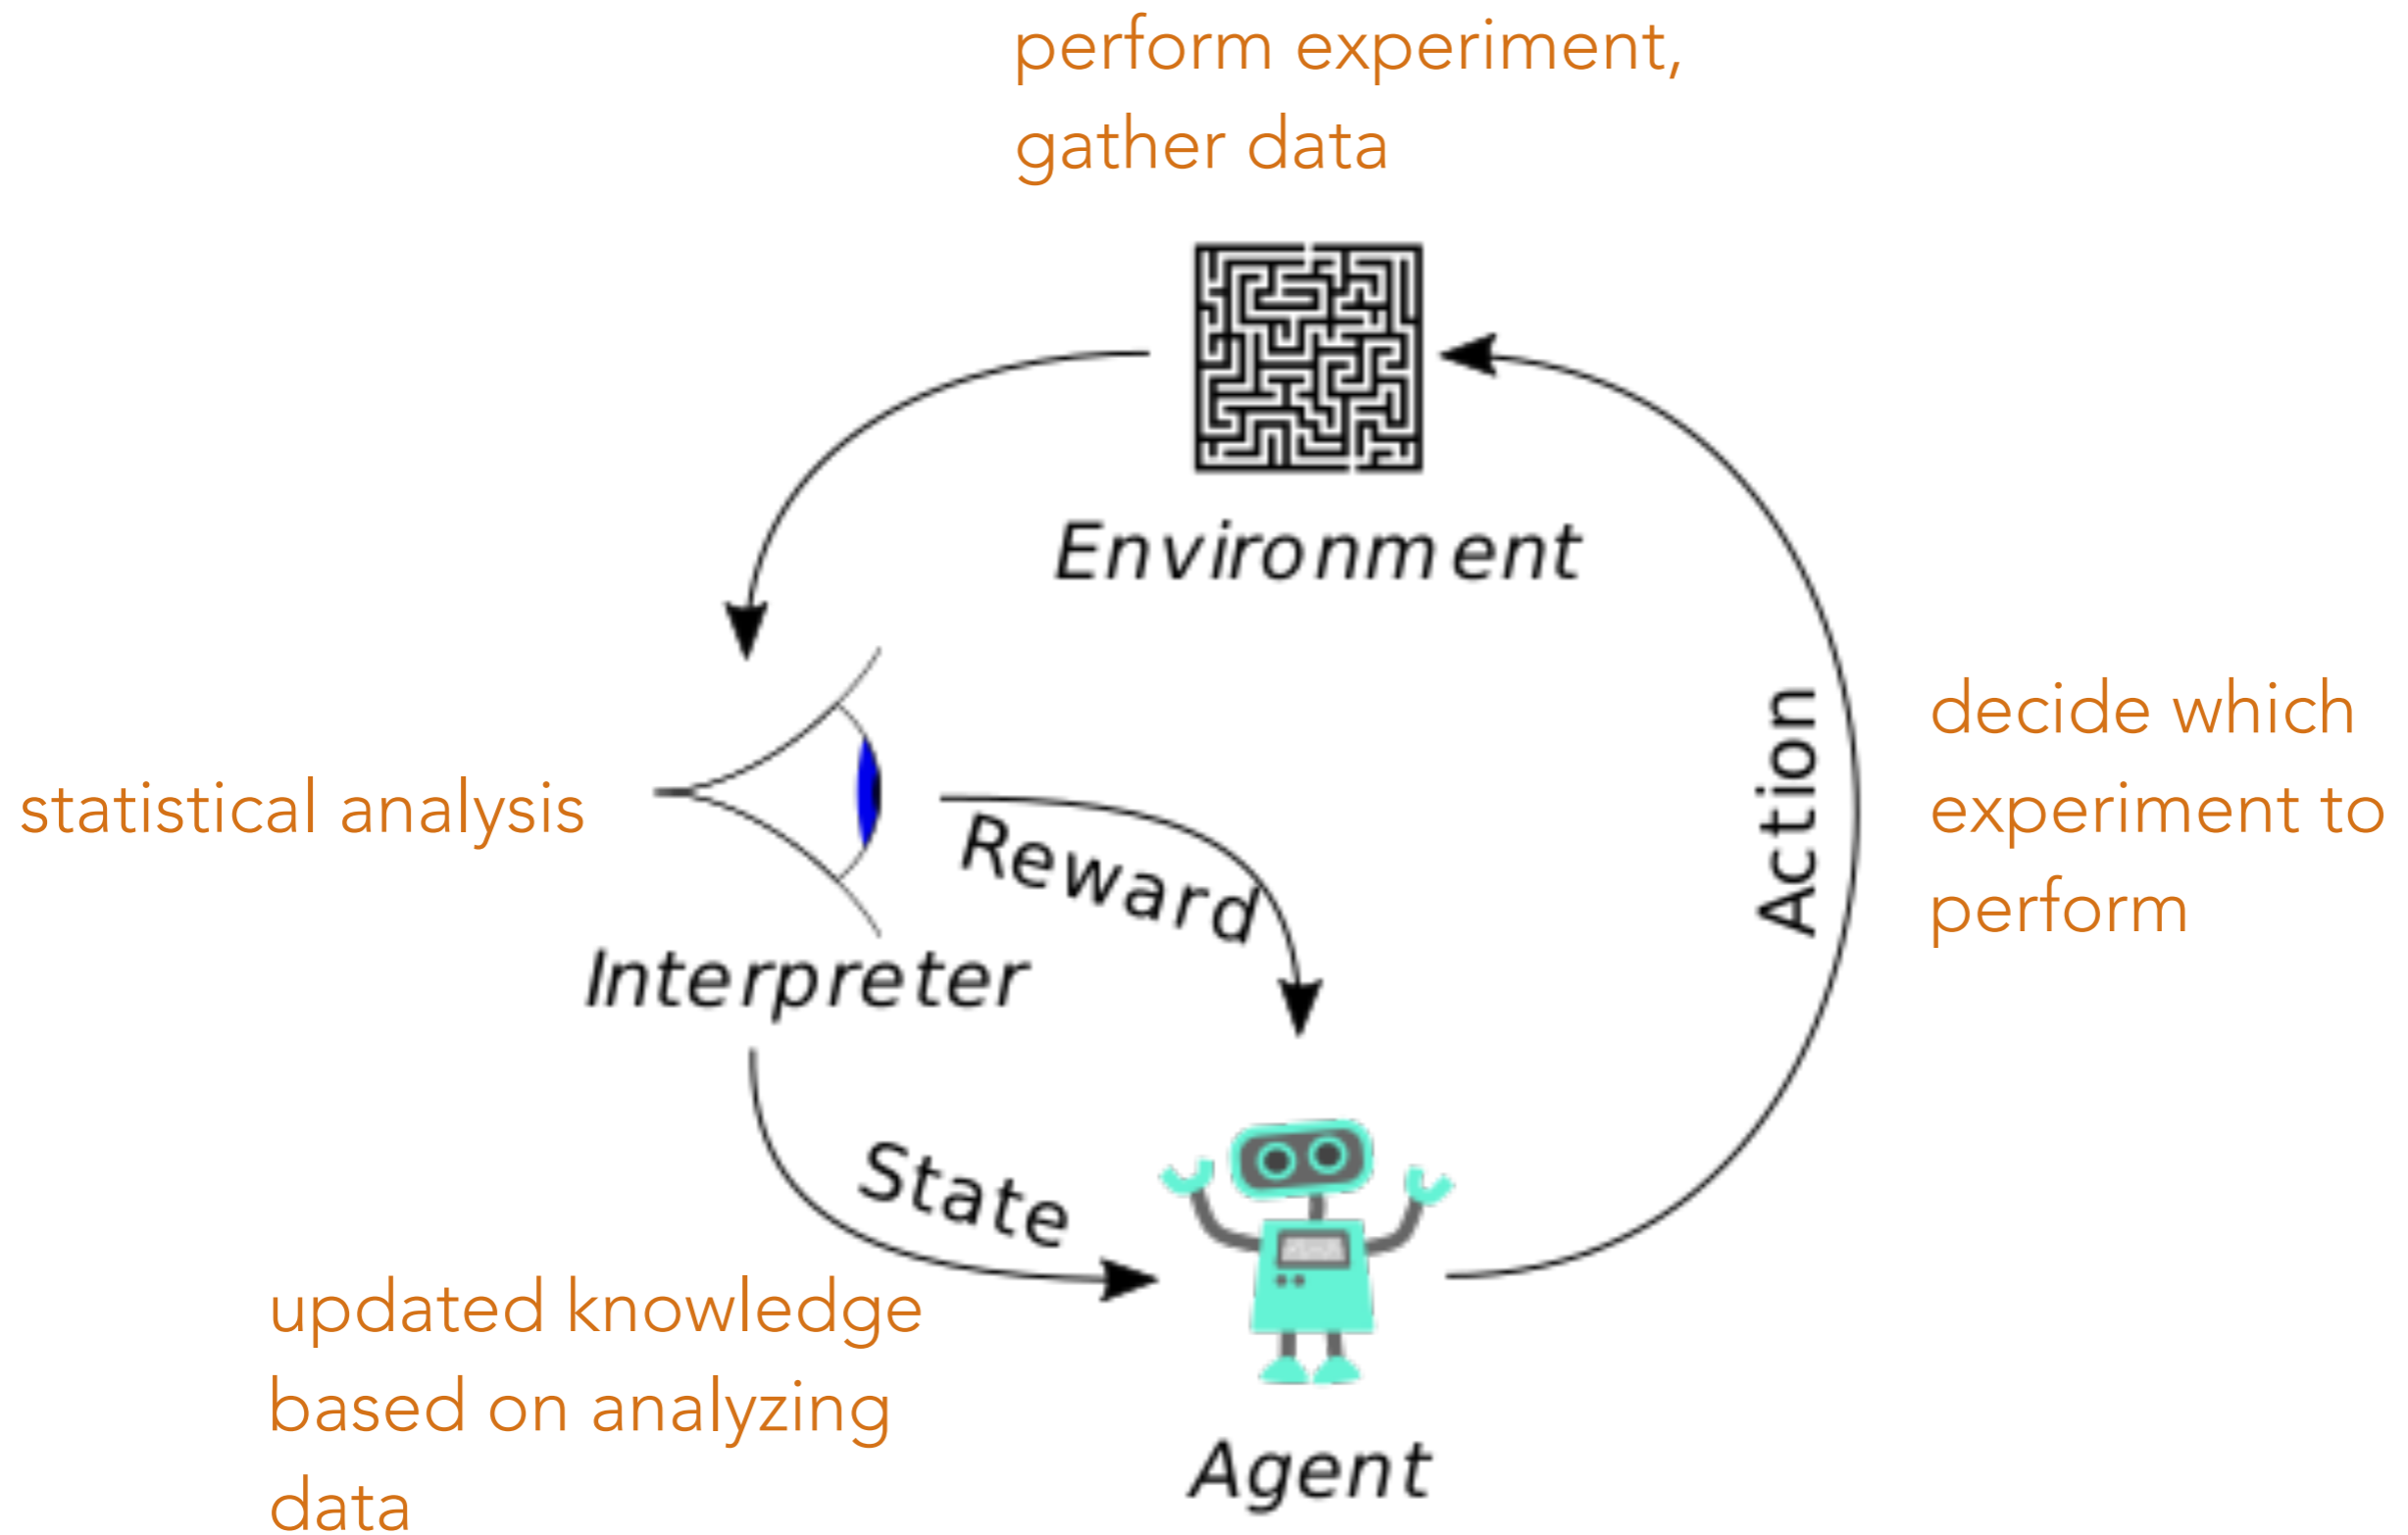 perform experiment,
gather data
Environment
decide which
experiment to
perform
Action
statistical analysis
Reward
Interpreter
State
updated knowledge
based on analyzing
data
Agent